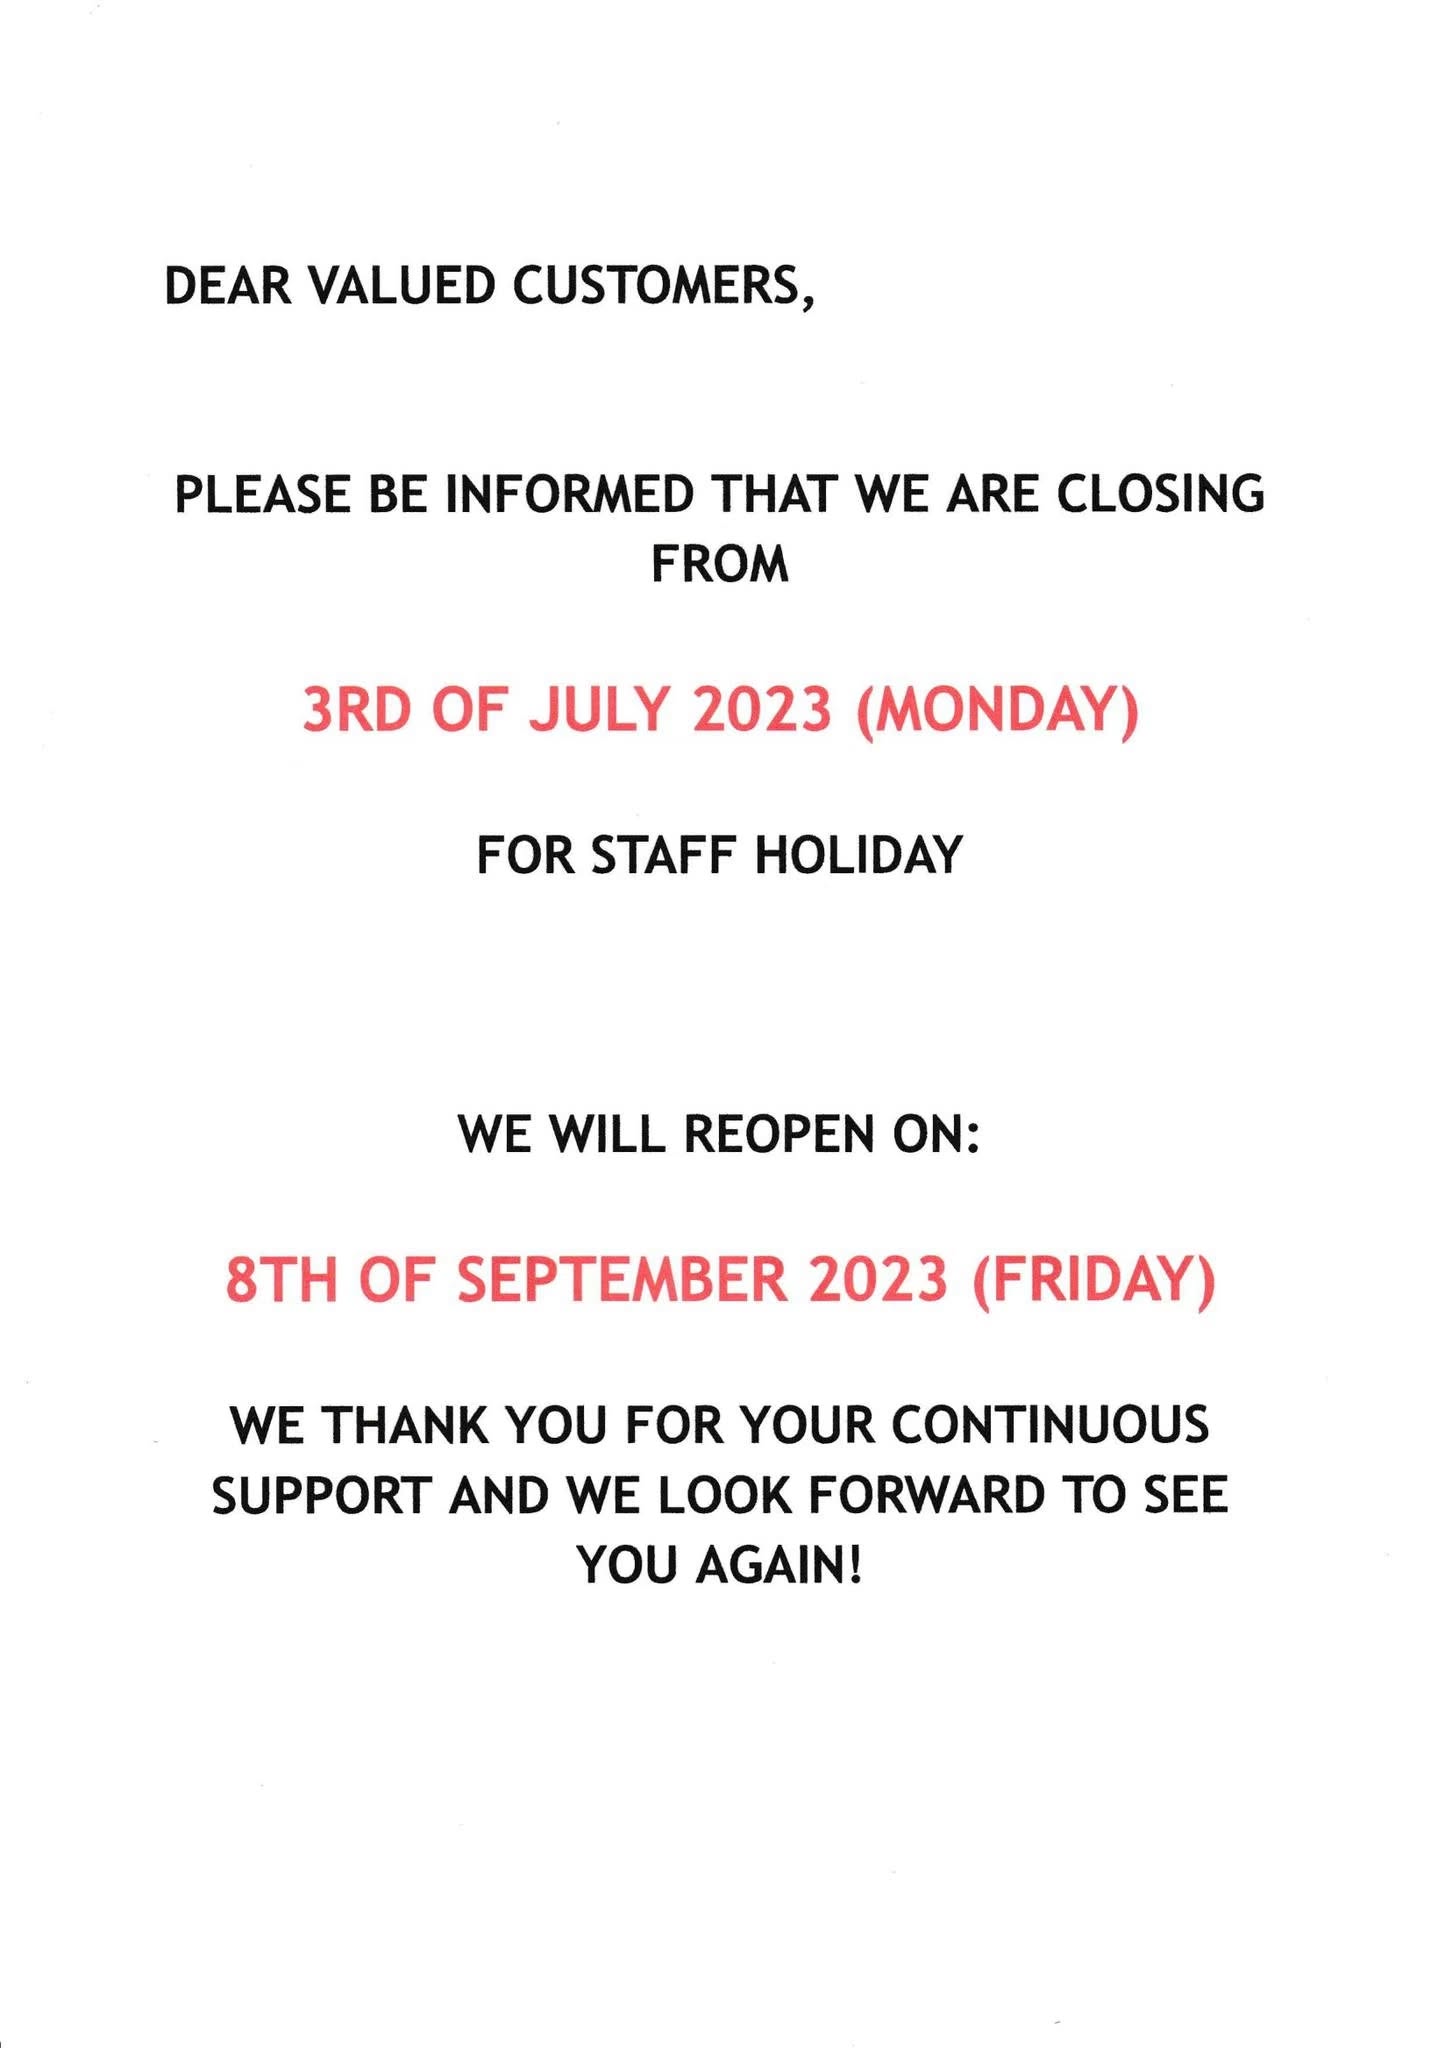 DEAR VALUED CUSTOMERS,
PLEASE BE INFORMED THAT WE ARE CLOSING
FROM
3RD OF JULY 2023 (MONDAY)
FOR STAFF HOLIDAY
WE WILL REOPEN ON:
8TH OF SEPTEMBER 2023 (FRIDAY)
WE THANK YOU FOR YOUR CONTINUOUS
SUPPORT AND WE LOOK FORWARD TO SEE
YOU AGAIN!